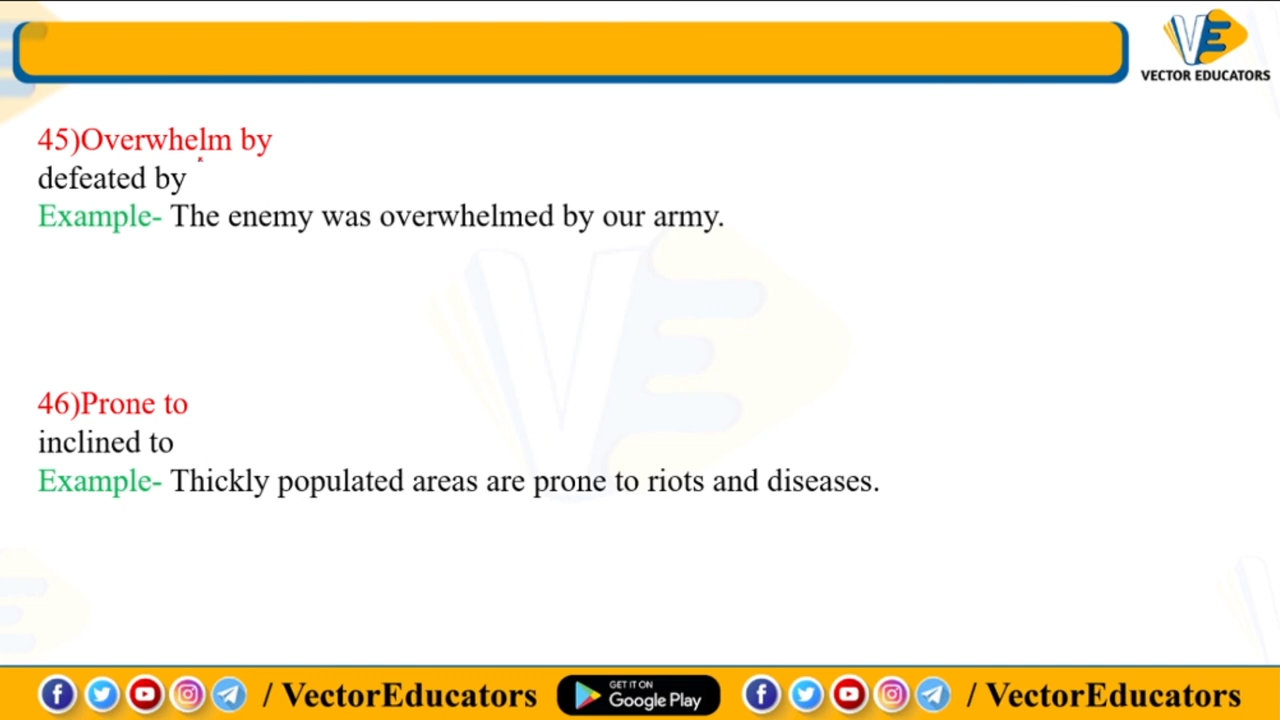 VE
VECTOR EDUCATORS
45)Overwhelm by
defeated by
Example- The enemy was overwhelmed by our army.
46)Prone to
inclined to
Example- Thickly populated areas are prone to riots and diseases.
/ VectorEducators
GET IT ON
Google Play
/ VectorEducators